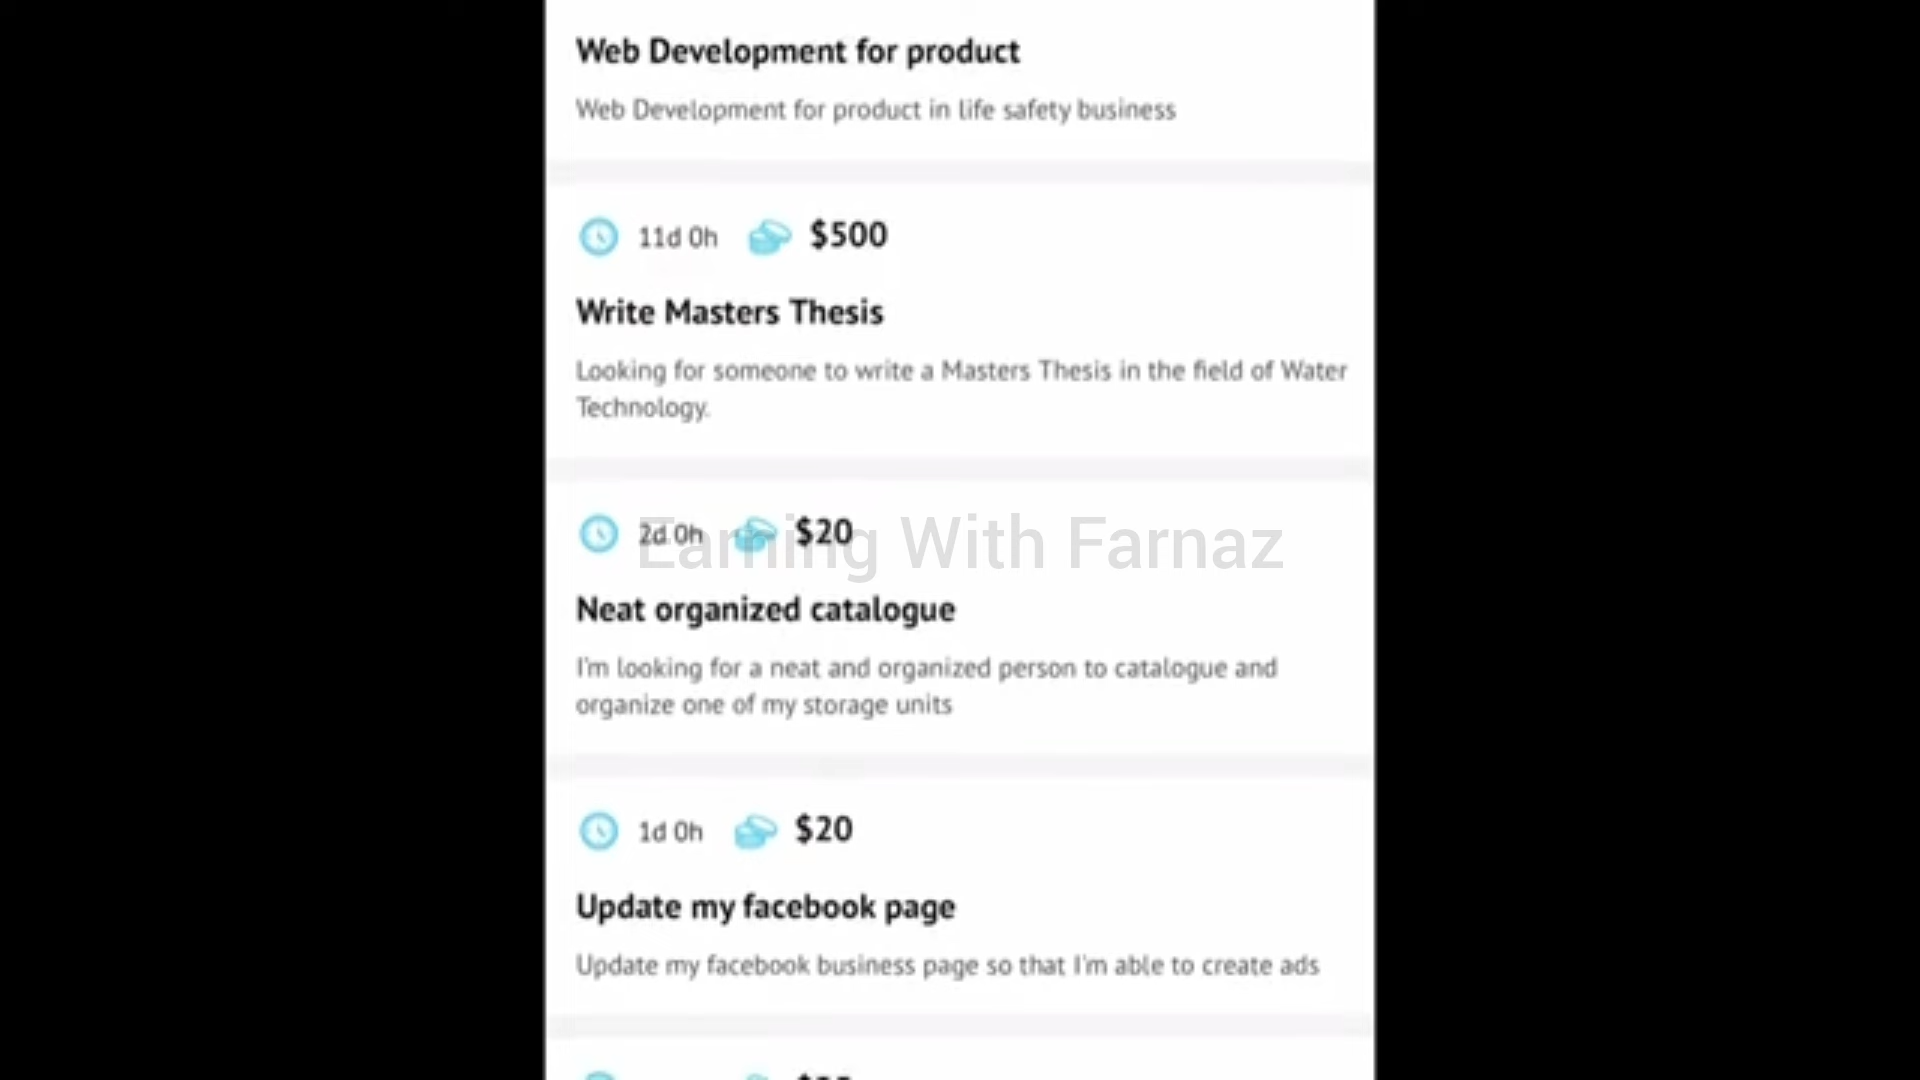 Web Development for product
Web Development for product in life safety business
11d 0h $500
Write Masters Thesis
Looking for someone to write a Masters Thesis in the field of Water
Technology.
2d 0h $20
Earning With Farnaz
Neat organized catalogue
I'm looking for a neat and organized person to catalogue and
organize one of my storage units
1d 0h $20
Update my facebook page
Update my facebook business page so that I'm able to create ads